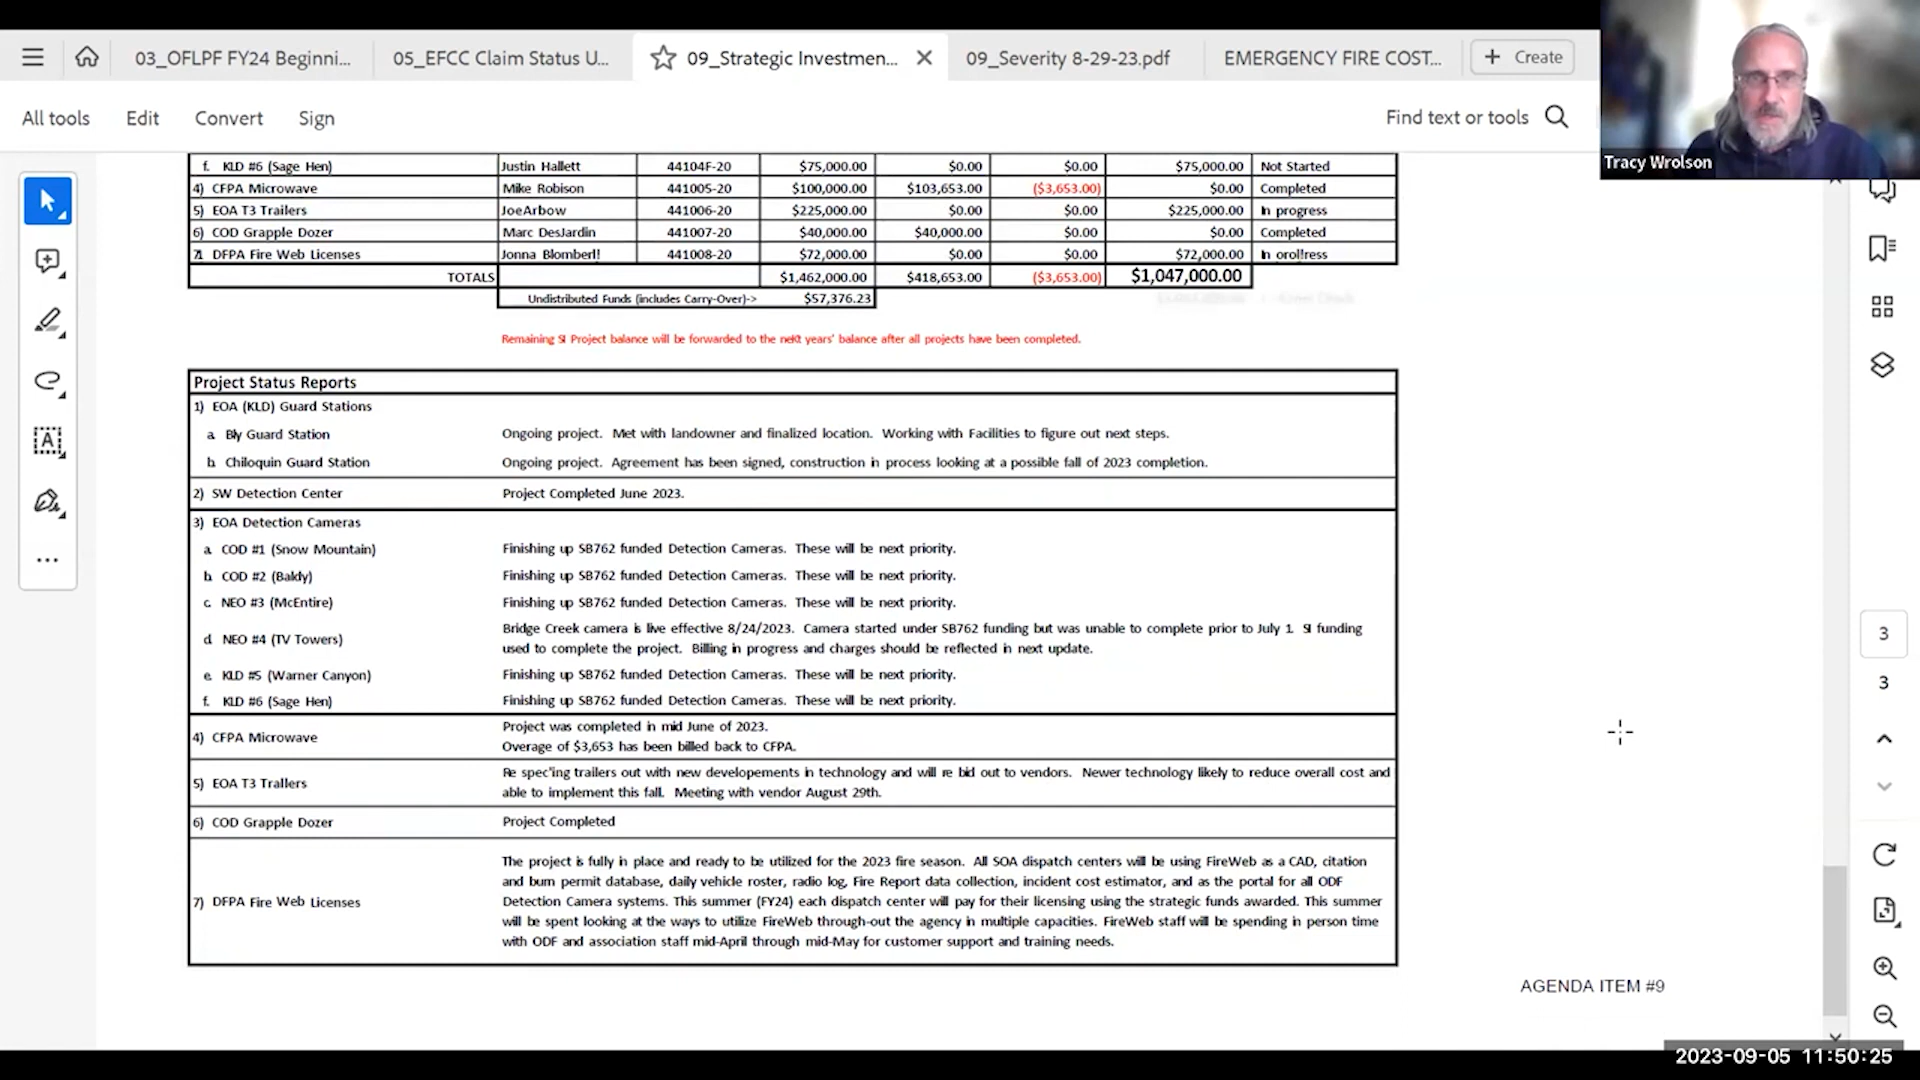 03_OFLPF FY24 Beginni... 05_EFCC Claim Status U... 09_Strategic Investmen... 09_Severity 8-29-23.pdf EMERGENCY FIRE COST... Create
All tools Edit Convert Sign Find text or tools
Tracy Wrolson
f. KLD #6 (Sage Hen) Justin Hallett 44104F-20 $75,000.00 $0.00 $0.00 $75,000.00 Not Started
4) CFPA Microwave Mike Robison 441005-20 $100,000.00 $103,653.00 ($3,653.00) $0.00 Completed
5) EOA T3 Trailers JoeArbow 441006-20 $225,000.00 $0.00 $0.00 $225,000.00 In progress
6) COD Grapple Dozer Marc DesJardin 441007-20 $40,000.00 $40,000.00 $0.00 $0.00 Completed
DFPA Fire Web Licenses Jonna Blomberl! 441008-20 $72,000.00 $0.00 $0.00 $72,000.00 In orol!ress
TOTALS $1,462,000.00 $418,653.00 ($3,653.00) $1,047,000.00
Undistributed Funds (includes Carry-Over)-> $57,376.23
Remaining SI Project balance will be forwarded to the neKt years' balance after all projects have been completed.
Project Status Reports
1) EOA (KLD) Guard Stations
a Bly Guard Station Ongoing project. Met with landowner and finalized location. Working with Facilities to figure out next steps.
b. Chiloquin Guard Station Ongoing project. Agreement has been signed, construction in process looking at a possible fall of 2023 completion.
2) SW Detection Center Project Completed June 2023.
3) EOA Detection Cameras
a COD #1 (Snow Mountain) Finishing up SB762 funded Detection Cameras. These will be next priority.
b. COD #2 (Baldy) Finishing up SB762 funded Detection Cameras. These will be next priority.
c. NEO #3 (McEntire) Finishing up SB762 funded Detection Cameras. These will be next priority.
d. NEO #4 (TV Towers) Bridge Creek camera is live effective 8/24/2023. Camera started under SB762 funding but was unable to complete prior to July 1. SI funding
used to complete the project. Billing in progress and charges should be reflected in next update.
e. KLD #5 (Warner Canyon) Finishing up SB762 funded Detection Cameras. These will be next priority.
f. KLD #6 (Sage Hen) Finishing up SB762 funded Detection Cameras. These will be next priority.
4) CFPA Microwave Project was completed in mid June of 2023.
Overage of $3,653 has been billed back to CFPA.
5) EOA T3 Trallers Re spec'ing trailers out with new developements in technology and will re bid out to vendors. Newer technology likely to reduce overall cost and
able to implement this fall. Meeting with vendor August 29th.
6) COD Grapple Dozer Project Completed
7) DFPA Fire Web Licenses The project is fully in place and ready to be utilized for the 2023 fire season. All SOA dispatch centers will be using FireWeb as a CAD, citation
and burn permit database, daily vehicle roster, radio log, Fire Report data collection, incident cost estimator, and as the portal for all ODF
Detection Camera systems. This summer (FY24) each dispatch center will pay for their licensing using the strategic funds awarded. This summer
will be spent looking at the ways to utilize FireWeb through-out the agency in multiple capacities. FireWeb staff will be spending in person time
with ODF and association staff mid-April through mid-May for customer support and training needs.
3
3
AGENDA ITEM #9
2023-09-05 11:50:25